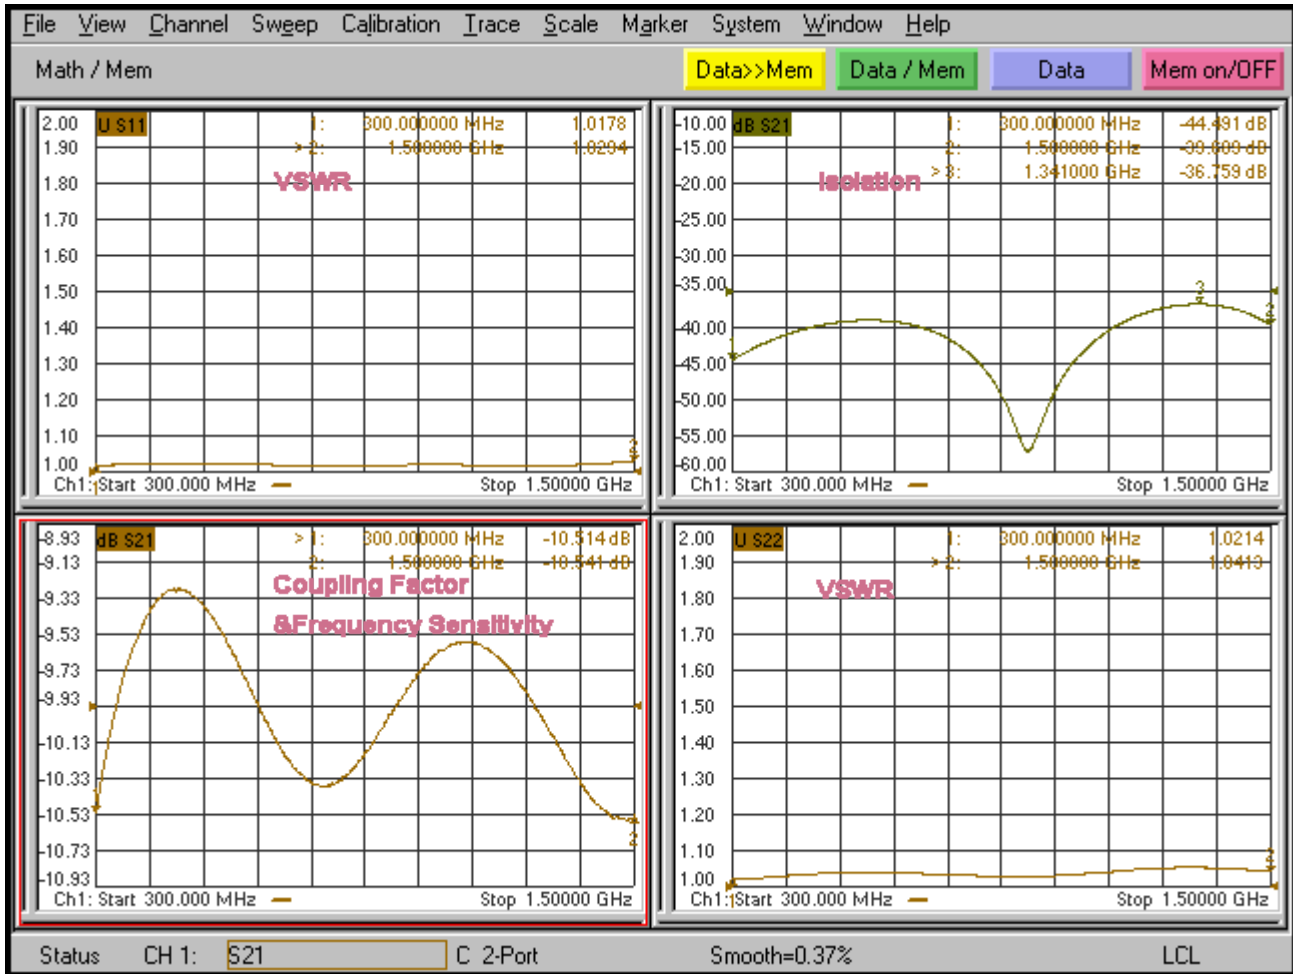 File View Channel Sweep Calibration Trace Scale Marker System Window Help
Math / Mem Data>>Mem Data / Mem Data Mem on/OFF
2.00 U S11 1: 300.000000 MHz 1.0178
1.90 > 2: 1.500000 GHz 1.0294
1.80 VSWR
1.70
1.60
1.50
1.40
1.30
1.20
1.10
1.00
2
1
Ch1: Start 300.000 MHz Stop 1.50000 GHz
-10.00 dB S21 1: 300.000000 MHz -44.491 dB
-15.00 2: 1.500000 GHz -39.609 dB
> 3: 1.341000 GHz -36.759 dB
-20.00 Isolation
-25.00
-30.00
-35.00
-40.00
-45.00
-50.00
-55.00
-60.00
3
2
1
Ch1: Start 300.000 MHz Stop 1.50000 GHz
-8.93 dB S21 > 1: 300.000000 MHz -10.514 dB
-9.13 2: 1.500000 GHz -10.541 dB
Coupling Factor
-9.33
&Frequency Sensitivity
-9.53
-9.73
-9.93
-10.13
-10.33
-10.53
-10.73
-10.93
2
Ch1: Start 300.000 MHz Stop 1.50000 GHz
2.00 U S22 1: 300.000000 MHz 1.0214
1.90 > 2: 1.500000 GHz 1.0413
1.80 VSWR
1.70
1.60
1.50
1.40
1.30
1.20
1.10
1.00
2
1
Ch1: Start 300.000 MHz Stop 1.50000 GHz
Status CH 1: S21 C 2-Port Smooth=0.37% LCL